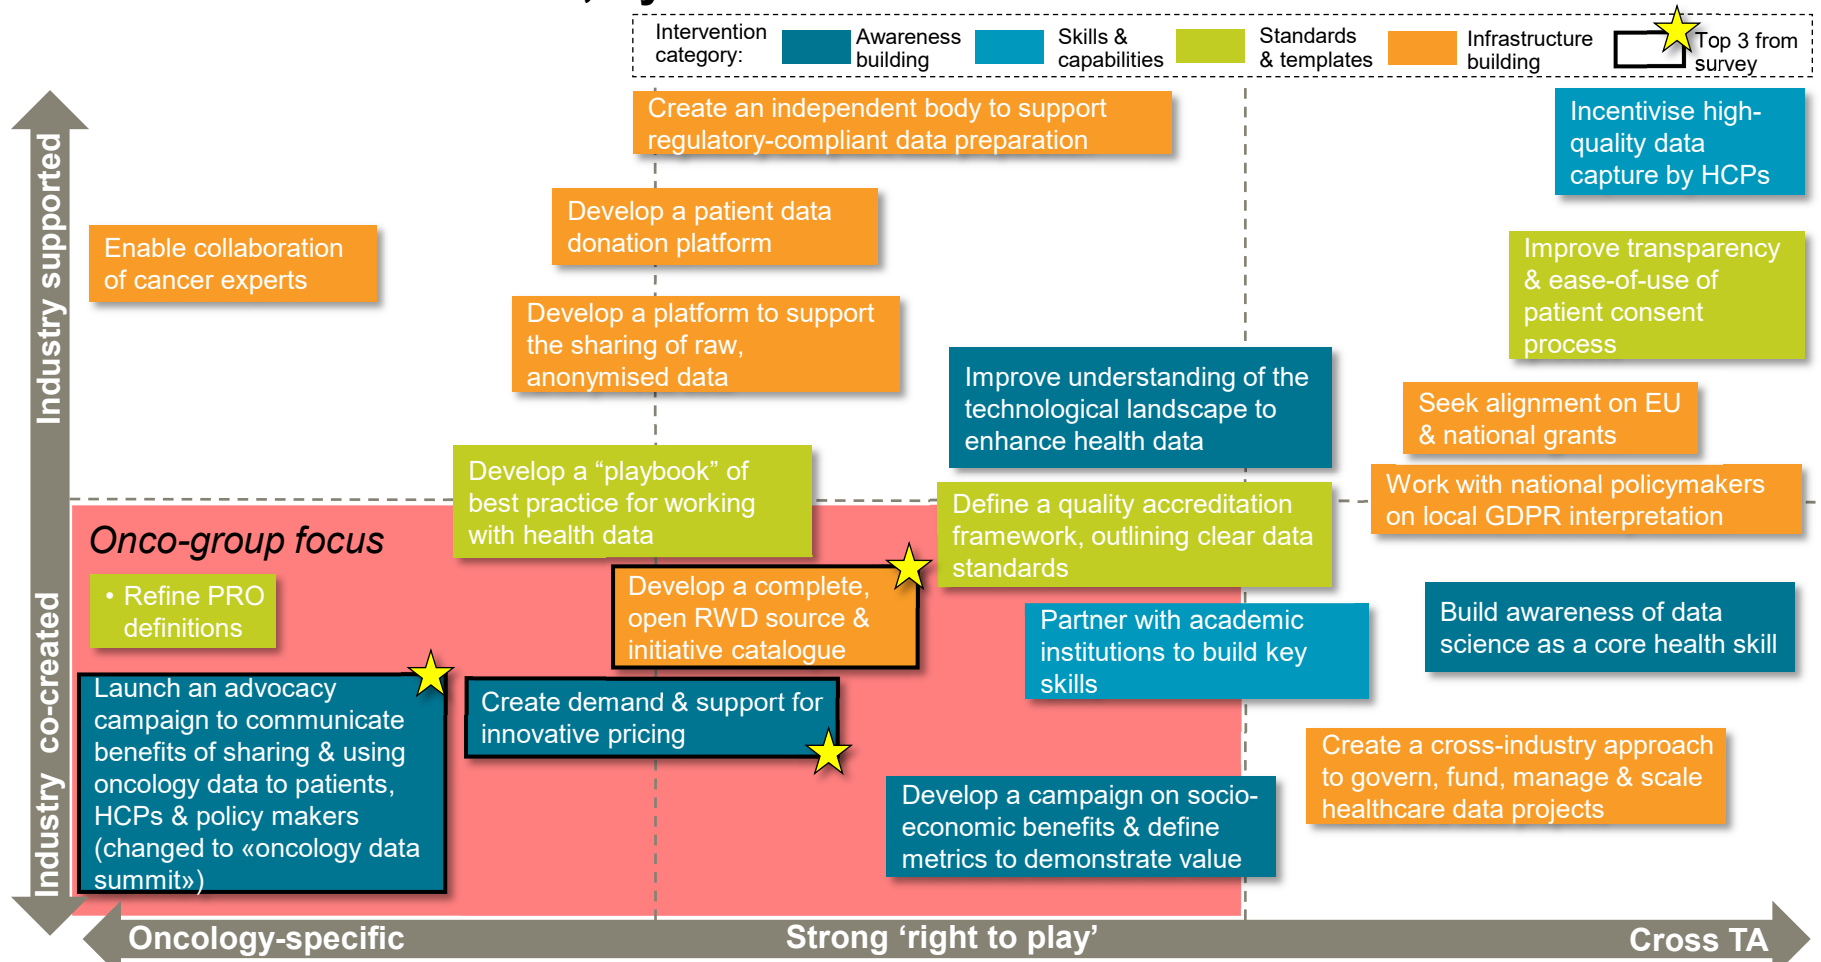 Intervention
category:
Awareness
building
Skills &
capabilities
Standards
& templates
Infrastructure
building
Top 3 from
survey
Industry supported
Industry co-created
Create an independent body to support
regulatory-compliant data preparation
Incentivise high-
quality data
capture by HCPs
Develop a patient data
donation platform
Enable collaboration
of cancer experts
Improve transparency
& ease-of-use of
patient consent
process
Develop a platform to support
the sharing of raw,
anonymised data
Improve understanding of the
technological landscape to
enhance health data
Seek alignment on EU
& national grants
Develop a “playbook” of
best practice for working
with health data
Work with national policymakers
on local GDPR interpretation
Define a quality accreditation
framework, outlining clear data
standards
Onco-group focus
• Refine PRO
definitions
Develop a complete,
open RWD source &
initiative catalogue
Build awareness of data
science as a core health skill
Partner with academic
institutions to build key
skills
Launch an advocacy
campaign to communicate
benefits of sharing & using
oncology data to patients,
HCPs & policy makers
(changed to «oncology data
summit»)
Create demand & support for
innovative pricing
Create a cross-industry approach
to govern, fund, manage & scale
healthcare data projects
Develop a campaign on socio-
economic benefits & define
metrics to demonstrate value
Oncology-specific
Strong ‘right to play’
Cross TA